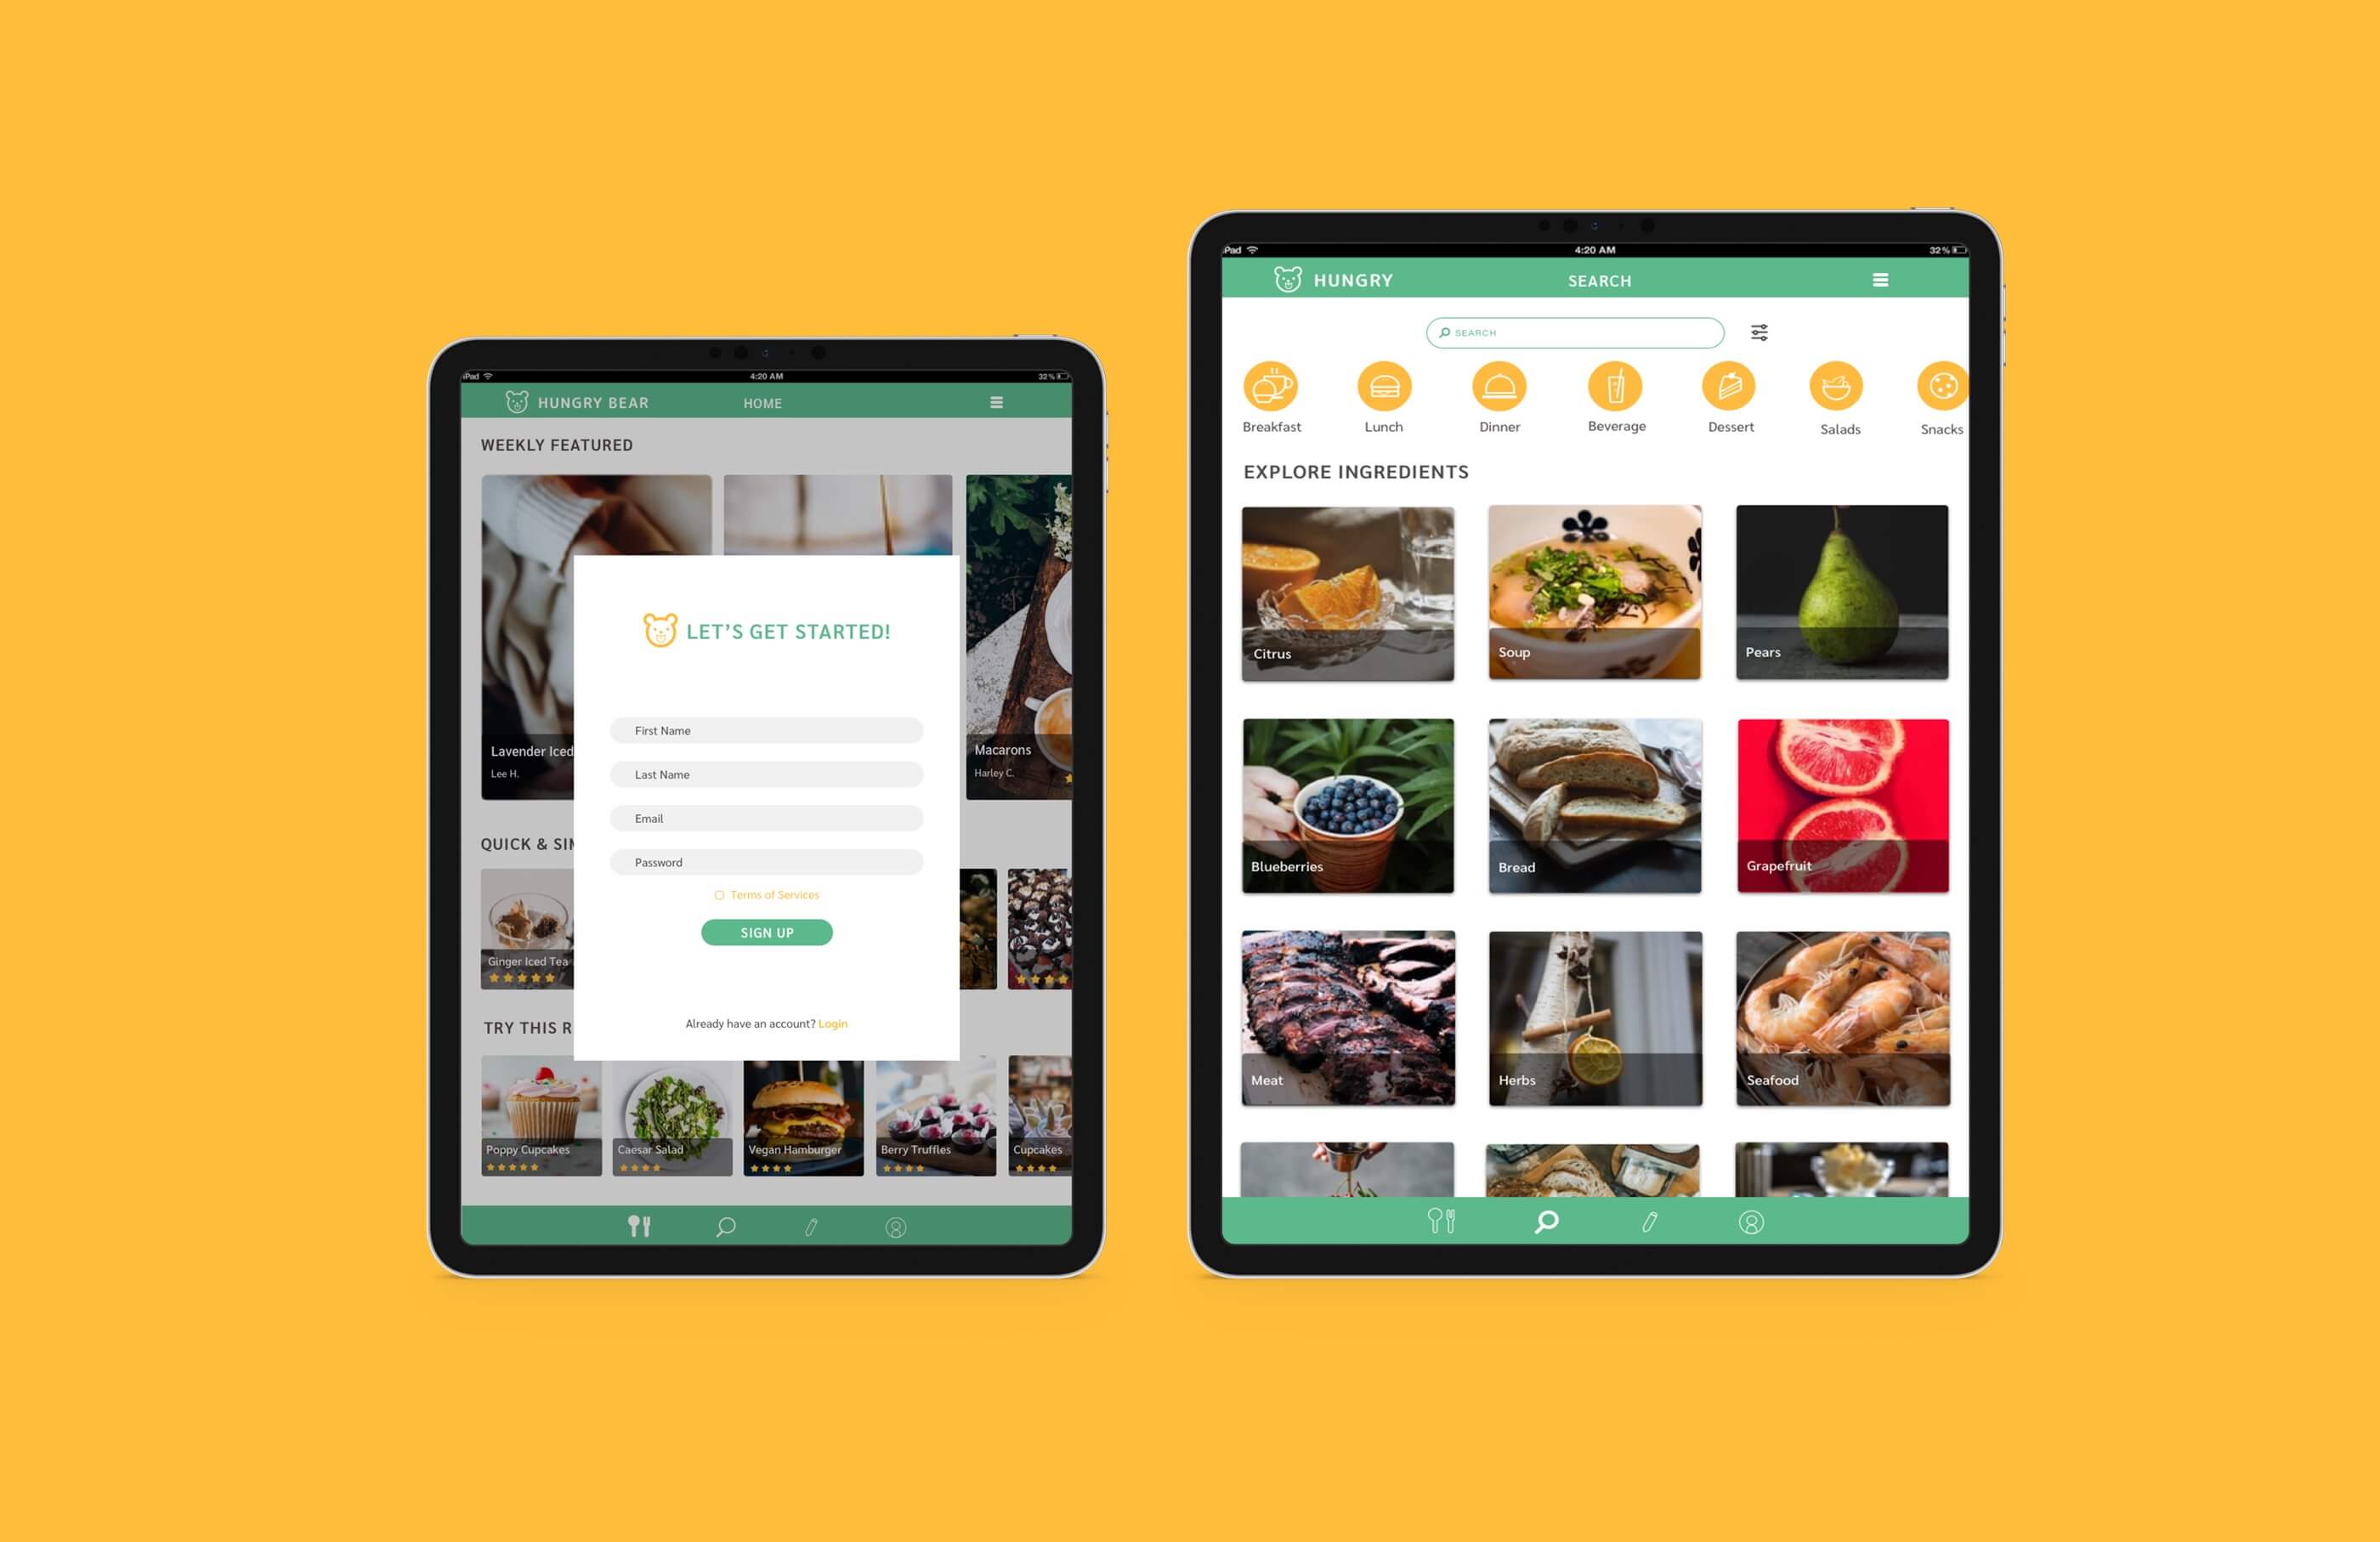 iPad
4:20 AM
32%
HUNGRY BEAR
HOME
WEEKLY FEATURED
Lavender Iced
Lee H.
Macarons
Harley C.
QUICK &
Ginger Iced Tea
TRY THIS
Poppy Cupcakes
Caesar Salad
Vegan Hamburger
Berry Truffles
Cupcakes
LET'S GET STARTED!
First Name
Last Name
Email
Password
Terms of Services
SIGN UP
Already have an account? Login
iPad
4:20 AM
32%
HUNGRY
SEARCH
SEARCH
Breakfast
Lunch
Dinner
Beverage
Dessert
Salads
Snacks
EXPLORE INGREDIENTS
Citrus
Soup
Pears
Blueberries
Bread
Grapefruit
Meat
Herbs
Seafood